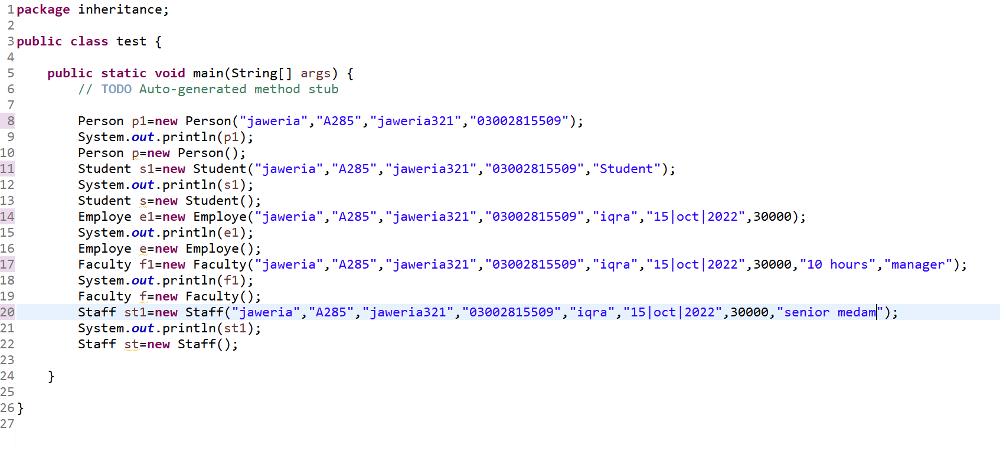 1 package inheritance;
2
3 public class test {
4
5     public static void main(String[] args) {
6         // TODO Auto-generated method stub
7
8         Person p1=new Person("jaweria","A285","jaweria321","03002815509");
9         System.out.println(p1);
10         Person p=new Person();
11         Student s1=new Student("jaweria","A285","jaweria321","03002815509","Student");
12         System.out.println(s1);
13         Student s=new Student();
14         Employe e1=new Employe("jaweria","A285","jaweria321","03002815509","iqra","15|oct|2022",30000);
15         System.out.println(e1);
16         Employe e=new Employe();
17         Faculty f1=new Faculty("jaweria","A285","jaweria321","03002815509","iqra","15|oct|2022",30000,"10 hours","manager");
18         System.out.println(f1);
19         Faculty f=new Faculty();
20         Staff st1=new Staff("jaweria","A285","jaweria321","03002815509","iqra","15|oct|2022",30000,"senior medam");
21         System.out.println(st1);
22         Staff st=new Staff();
23
24     }
25
26 }
27